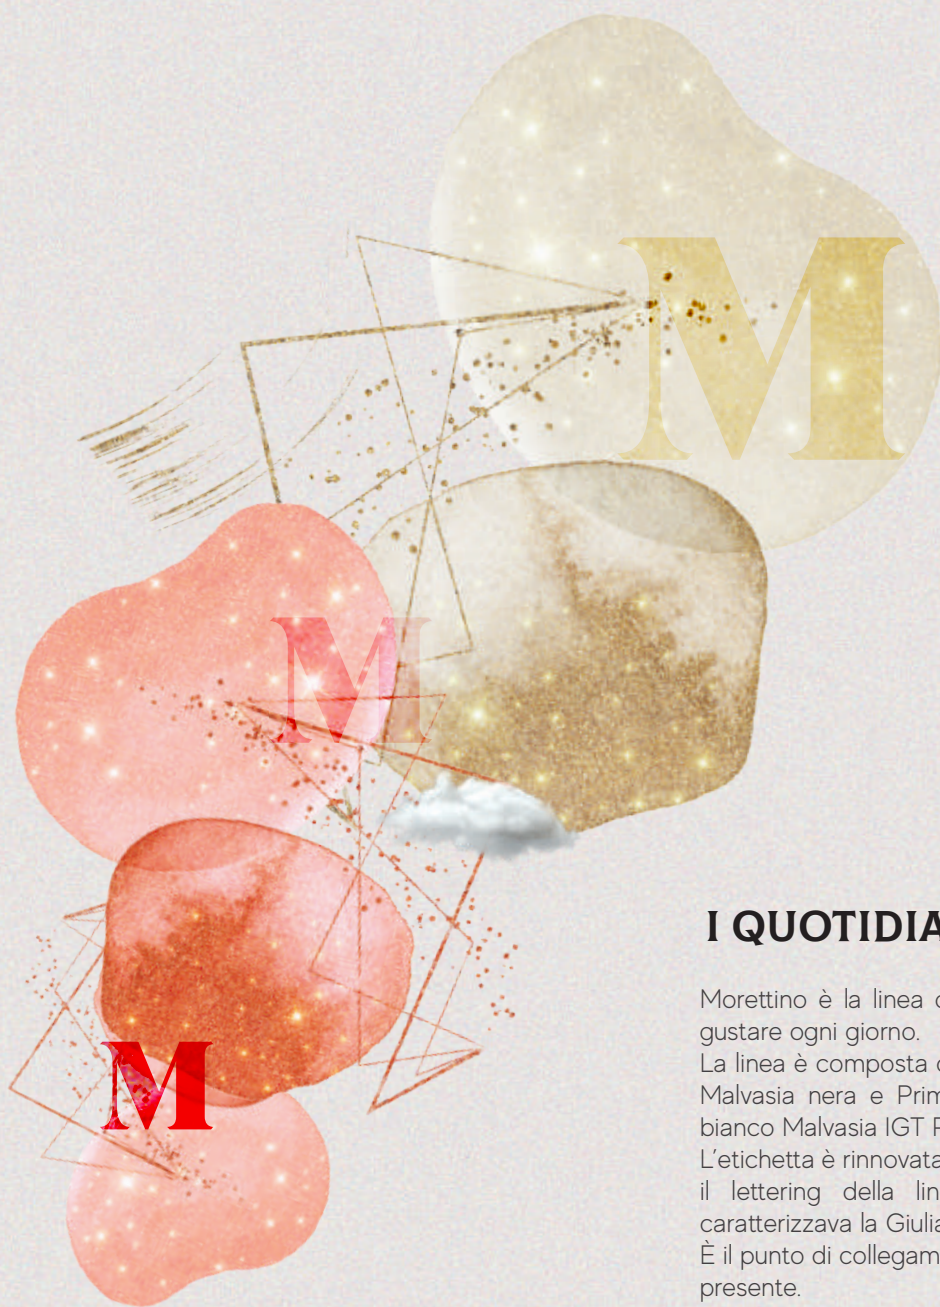 M
M
M
I QUOTIDIA
Morettino è la linea
gustare ogni giorno.
La linea è composta
Malvasia nera e Prim
bianco Malvasia IGT P
L'etichetta è rinnovata
il lettering della lin
caratterizzava la Giulia
È il punto di collegam
presente.